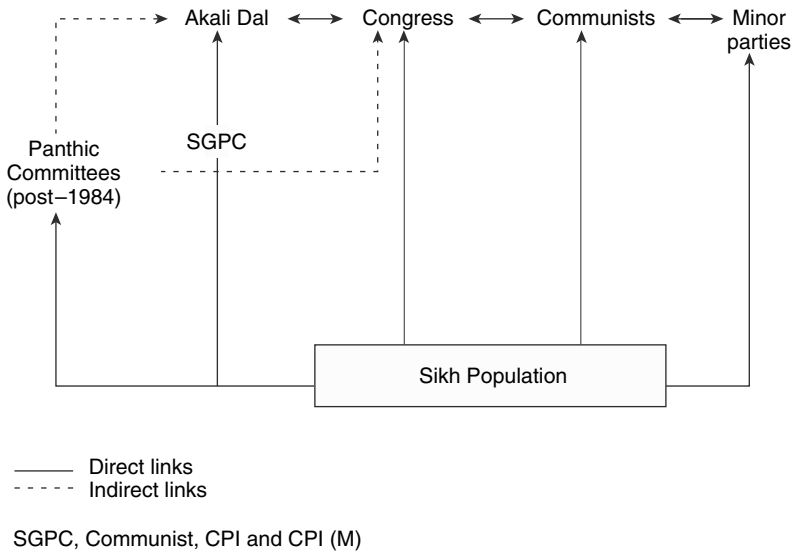 Akali Dal
Congress
Communists
Minor
parties
SGPC
Panthic
Committees
(post–1984)
Sikh Population
Direct links
Indirect links
SGPC, Communist, CPI and CPI (M)